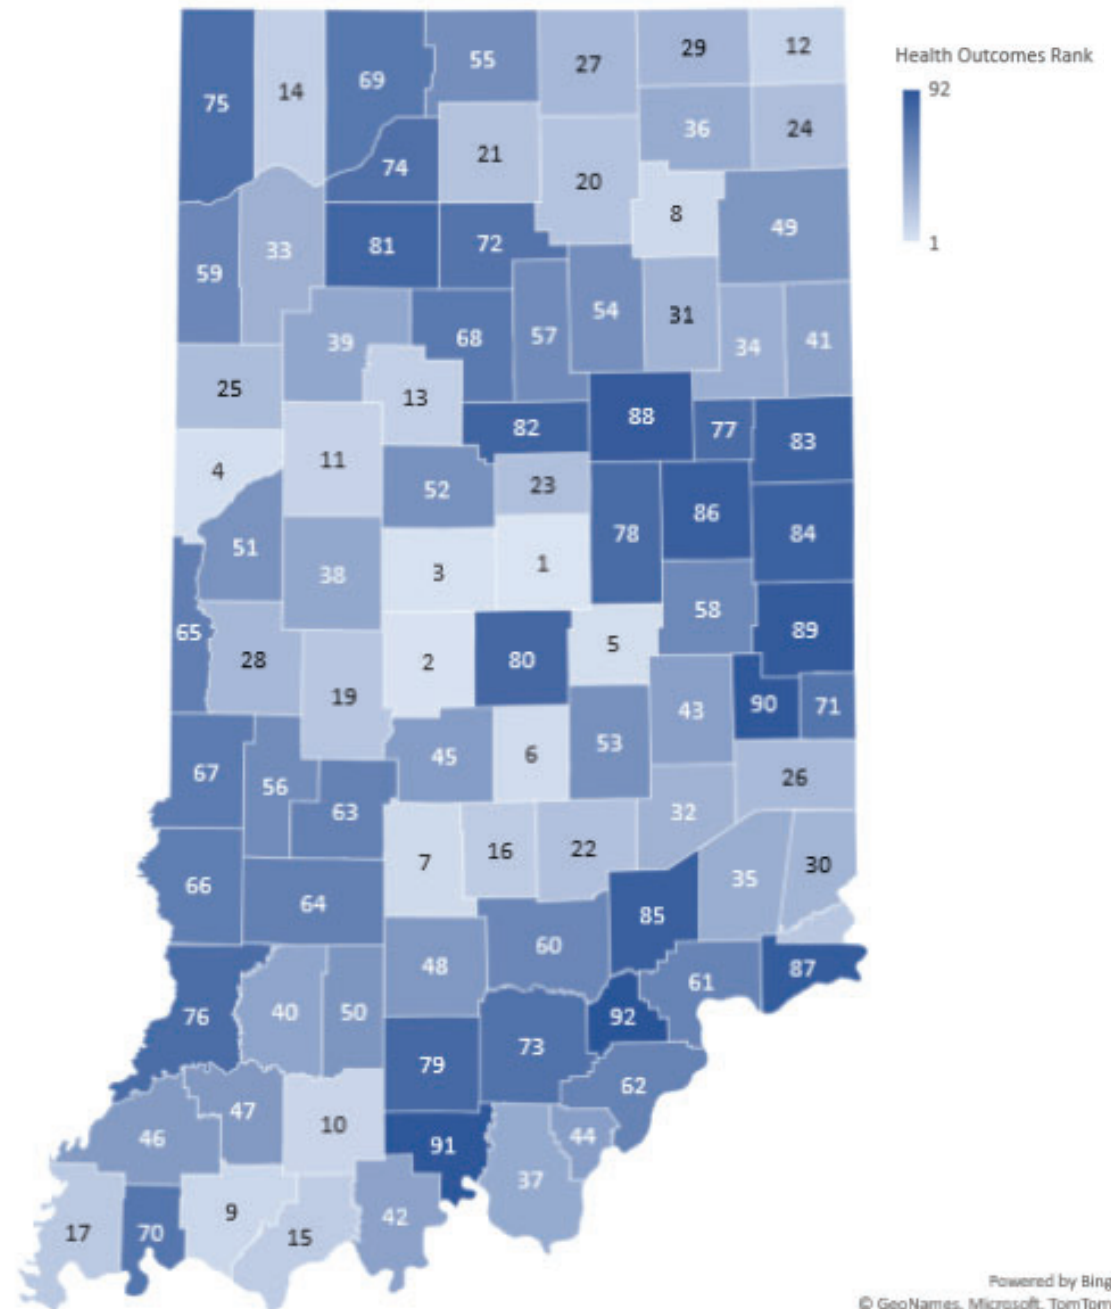 Health Outcomes Rank
92
1
75 14 69 55 27 29 12
36 24
74 21 20
8 49
59 33 81 72
39 68 57 54 31 34 41
25 13
82 88 77 83
4 11 52 23
51 38 3 1 78 86 84
65 28 2 80 5 58 89
19 43 90 71
67 56 63 45 6 53 26
32
66 64 7 16 22 85 35 30
76 40 50 48 60 92 61 87
79 73 62
46 47 10 91 44
17 70 9 15 42 37
Powered by Bing
© GeoNames, Microsoft, TomTom